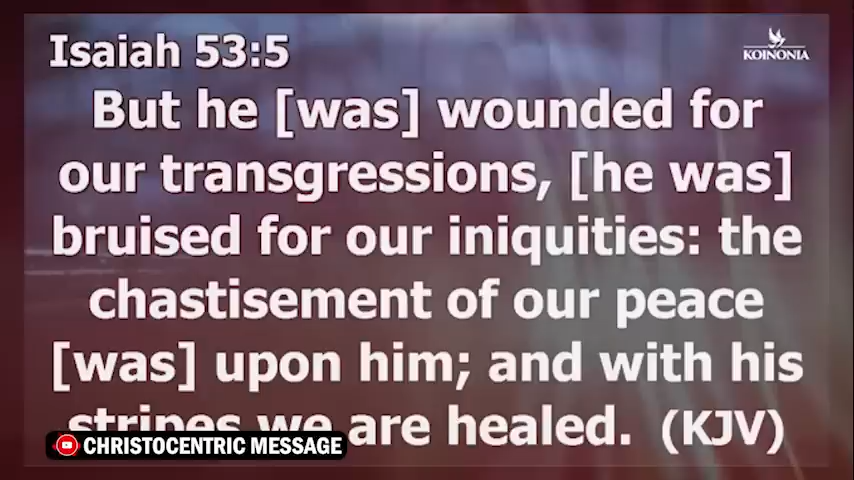 Isaiah 53:5
KOINONIA
But he [was] wounded for
our transgressions, [he was]
bruised for our iniquities: the
chastisement of our peace
[was] upon him; and with his
stripes we are healed. (KJV)
CHRISTOCENTRIC MESSAGE